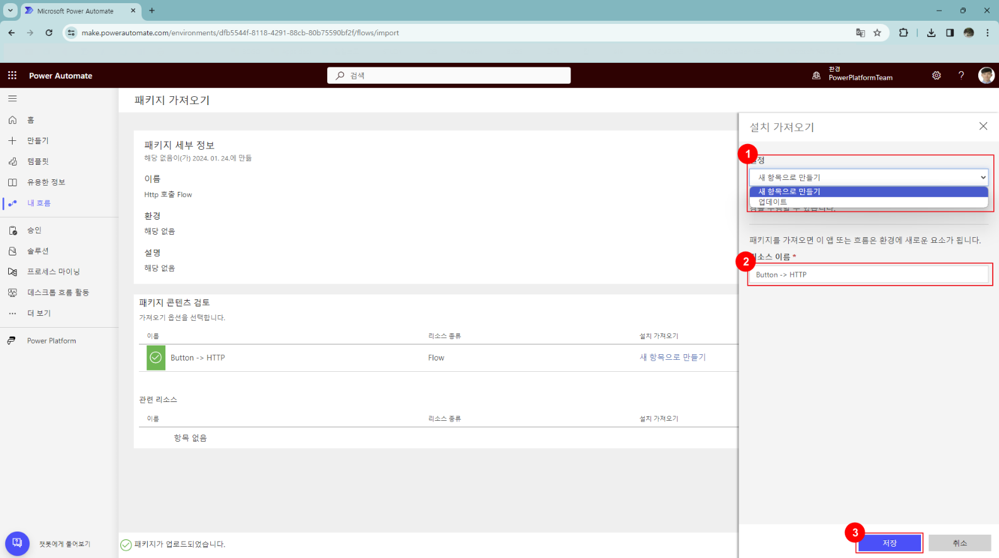 Microsoft Power Automate
make.powerautomate.com/environments/dfb5544f-8118-4291-88cb-80b75590bf2f/flows/import
Power Automate
검색
환경
PowerPlatformTeam
홈
만들기
템플릿
유용한 정보
내 흐름
승인
솔루션
프로세스 마이닝
데스크톱 흐름 활동
더 보기
Power Platform
챗봇에게 물어보기
패키지 가져오기
패키지 세부 정보
해당 없음이(가) 2024. 01. 24.에 만듦
이름
Http 호출 Flow
환경
해당 없음
설명
해당 없음
패키지 콘텐츠 검토
가져오기 옵션을 선택합니다.
이름 리소스 종류 설치 가져오기
Button -> HTTP Flow 새 항목으로 만들기
관련 리소스
이름 리소스 종류 설치 가져오기
항목 없음
패키지가 업로드되었습니다.
설치 가져오기
1
새 항목으로 만들기
새 항목으로 만들기
업데이트
패키지를 가져오면 이 앱 또는 흐름은 환경에 새로운 요소가 됩니다.
2
리소스 이름 *
Button -> HTTP
3
저장
취소